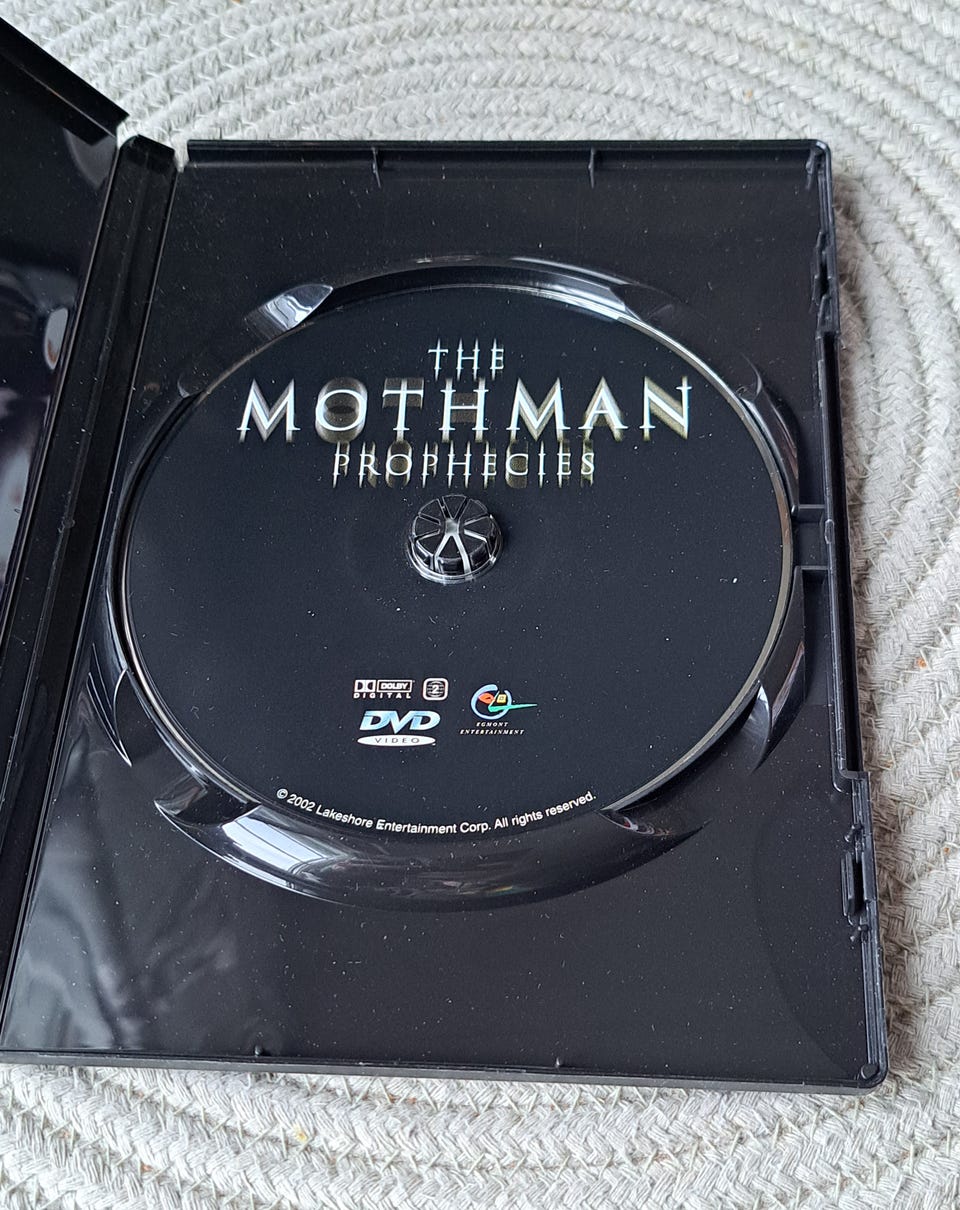 THE
MOTHMAN
PROPHECIES
DOLBY
DIGITAL
2
DVD
VIDEO
EGMONT
ENTERTAINMENT
© 2002 Lakeshore Entertainment Corp. All rights reserved.